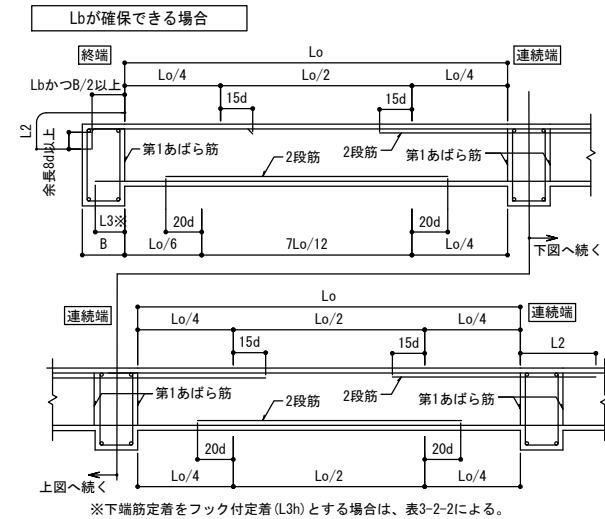 Lbが確保できる場合
Lo
終端
連続端
Lo/4
Lo/2
Lo/4
LbかつB/2以上
15d
15d
L2
余長8d以上
第1あばら筋
2段筋
2段筋
第1あばら筋
L3※
20d
20d
B
Lo/6
7Lo/12
Lo/4
下図へ続く
Lo
連続端
連続端
Lo/4
Lo/2
Lo/4
L2
15d
15d
第1あばら筋
2段筋
2段筋
第1あばら筋
20d
20d
Lo/4
Lo/2
Lo/4
上図へ続く
※下端筋定着をフック付定着(L3h)とする場合は、表3-2-2による。